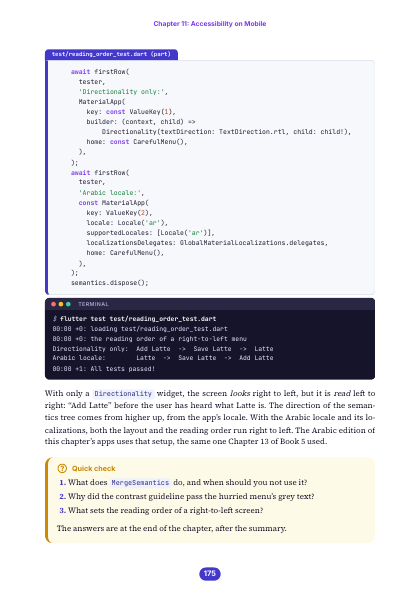 Chapter 11: Accessibility on Mobile
test/reading_order_test.dart (part)
await firstRow(
tester,
'Directionality only:',
MaterialApp(
key: const ValueKey(1),
builder: (context, child) =>
Directionality(textDirection: TextDirection.rtl, child: child!),
home: const CarefulMenu(),
),
);
await firstRow(
tester,
'Arabic locale:',
const MaterialApp(
key: ValueKey(2),
locale: Locale('ar'),
supportedLocales: [Locale('ar')],
localizationsDelegates: GlobalMaterialLocalizations.delegates,
home: CarefulMenu(),
),
);
semantics.dispose();
TERMINAL
$ flutter test test/reading_order_test.dart
00:00 +0: loading test/reading_order_test.dart
00:00 +0: the reading order of a right-to-left menu
Directionality only: Add Latte -> Save Latte -> Latte
Arabic locale: Latte -> Save Latte -> Add Latte
00:00 +1: All tests passed!
With only a Directionality widget, the screen looks right to left, but it is read left to
right: “Add Latte” before the user has heard what Latte is. The direction of the seman-
tics tree comes from higher up, from the app’s locale. With the Arabic locale and its lo-
calizations, both the layout and the reading order run right to left. The Arabic edition of
this chapter’s apps uses that setup, the same one Chapter 13 of Book 5 used.
Quick check
1. What does MergeSemantics do, and when should you not use it?
2. Why did the contrast guideline pass the hurried menu’s grey text?
3. What sets the reading order of a right-to-left screen?
The answers are at the end of the chapter, after the summary.
175